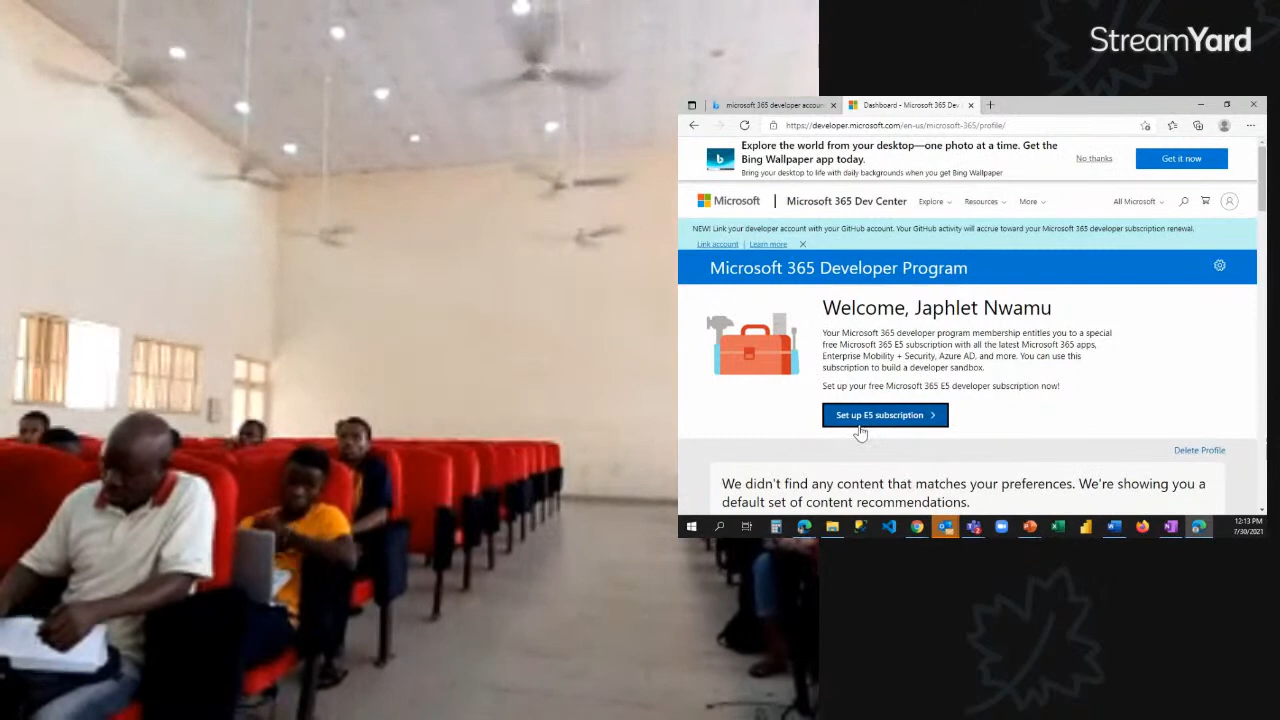 StreamYard
microsoft 365 developer accoun
Dashboard - Microsoft 365 Dev
https://developer.microsoft.com/en-us/microsoft-365/profile/
Explore the world from your desktop—one photo at a time. Get the
Bing Wallpaper app today.
Bring your desktop to life with daily backgrounds when you get Bing Wallpaper
No thanks
Get it now
Microsoft | Microsoft 365 Dev Center Explore Resources More All Microsoft
NEW! Link your developer account with your GitHub account. Your GitHub activity will accrue toward your Microsoft 365 developer subscription renewal.
Link account | Learn more
Microsoft 365 Developer Program
Welcome, Japhlet Nwamu
Your Microsoft 365 developer program membership entitles you to a special
free Microsoft 365 E5 subscription with all the latest Microsoft 365 apps,
Enterprise Mobility + Security, Azure AD, and more. You can use this
subscription to build a developer sandbox.
Set up your free Microsoft 365 E5 developer subscription now!
Set up E5 subscription
Delete Profile
We didn't find any content that matches your preferences. We're showing you a
default set of content recommendations.
12:13 PM
7/30/2021